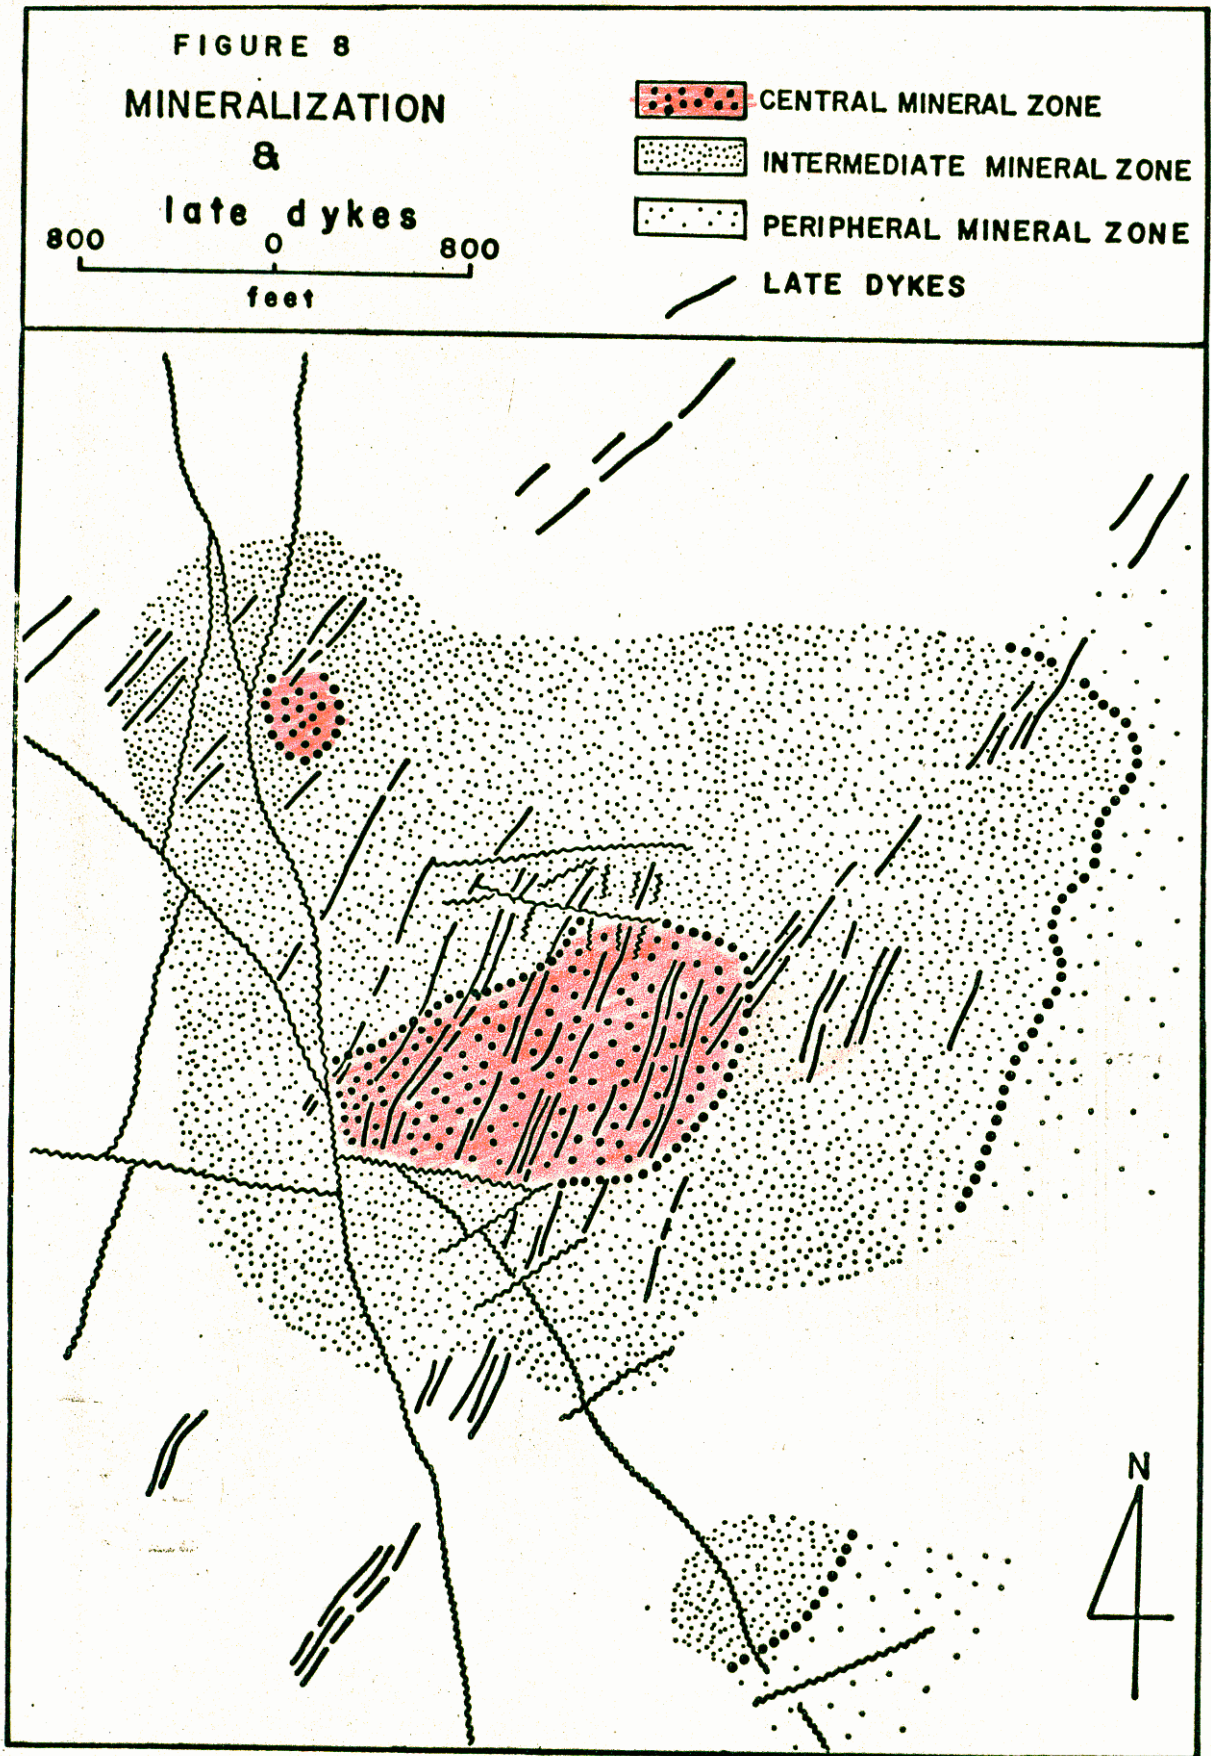 FIGURE 8
MINERALIZATION
&
late dykes
800 0 800
feet
CENTRAL MINERAL ZONE
INTERMEDIATE MINERAL ZONE
PERIPHERAL MINERAL ZONE
LATE DYKES
N